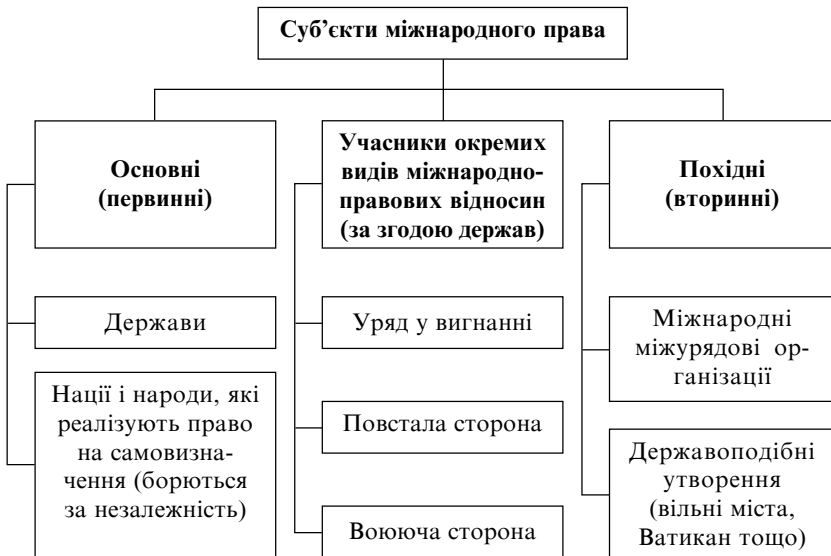 Суб’єкти міжнародного права
Основні
(первинні)
Держави
Нації і народи, які
реалізують право
на самовизна-
чення (борються
за незалежність)
Учасники окремих
видів міжнародно-
правових відносин
(за згодою держав)
Уряд у вигнанні
Повстала сторона
Воююча сторона
Похідні
(вторинні)
Міжнародні
міжурядові ор-
ганізації
Державоподібні
утворення
(вільні міста,
Ватикан тощо)